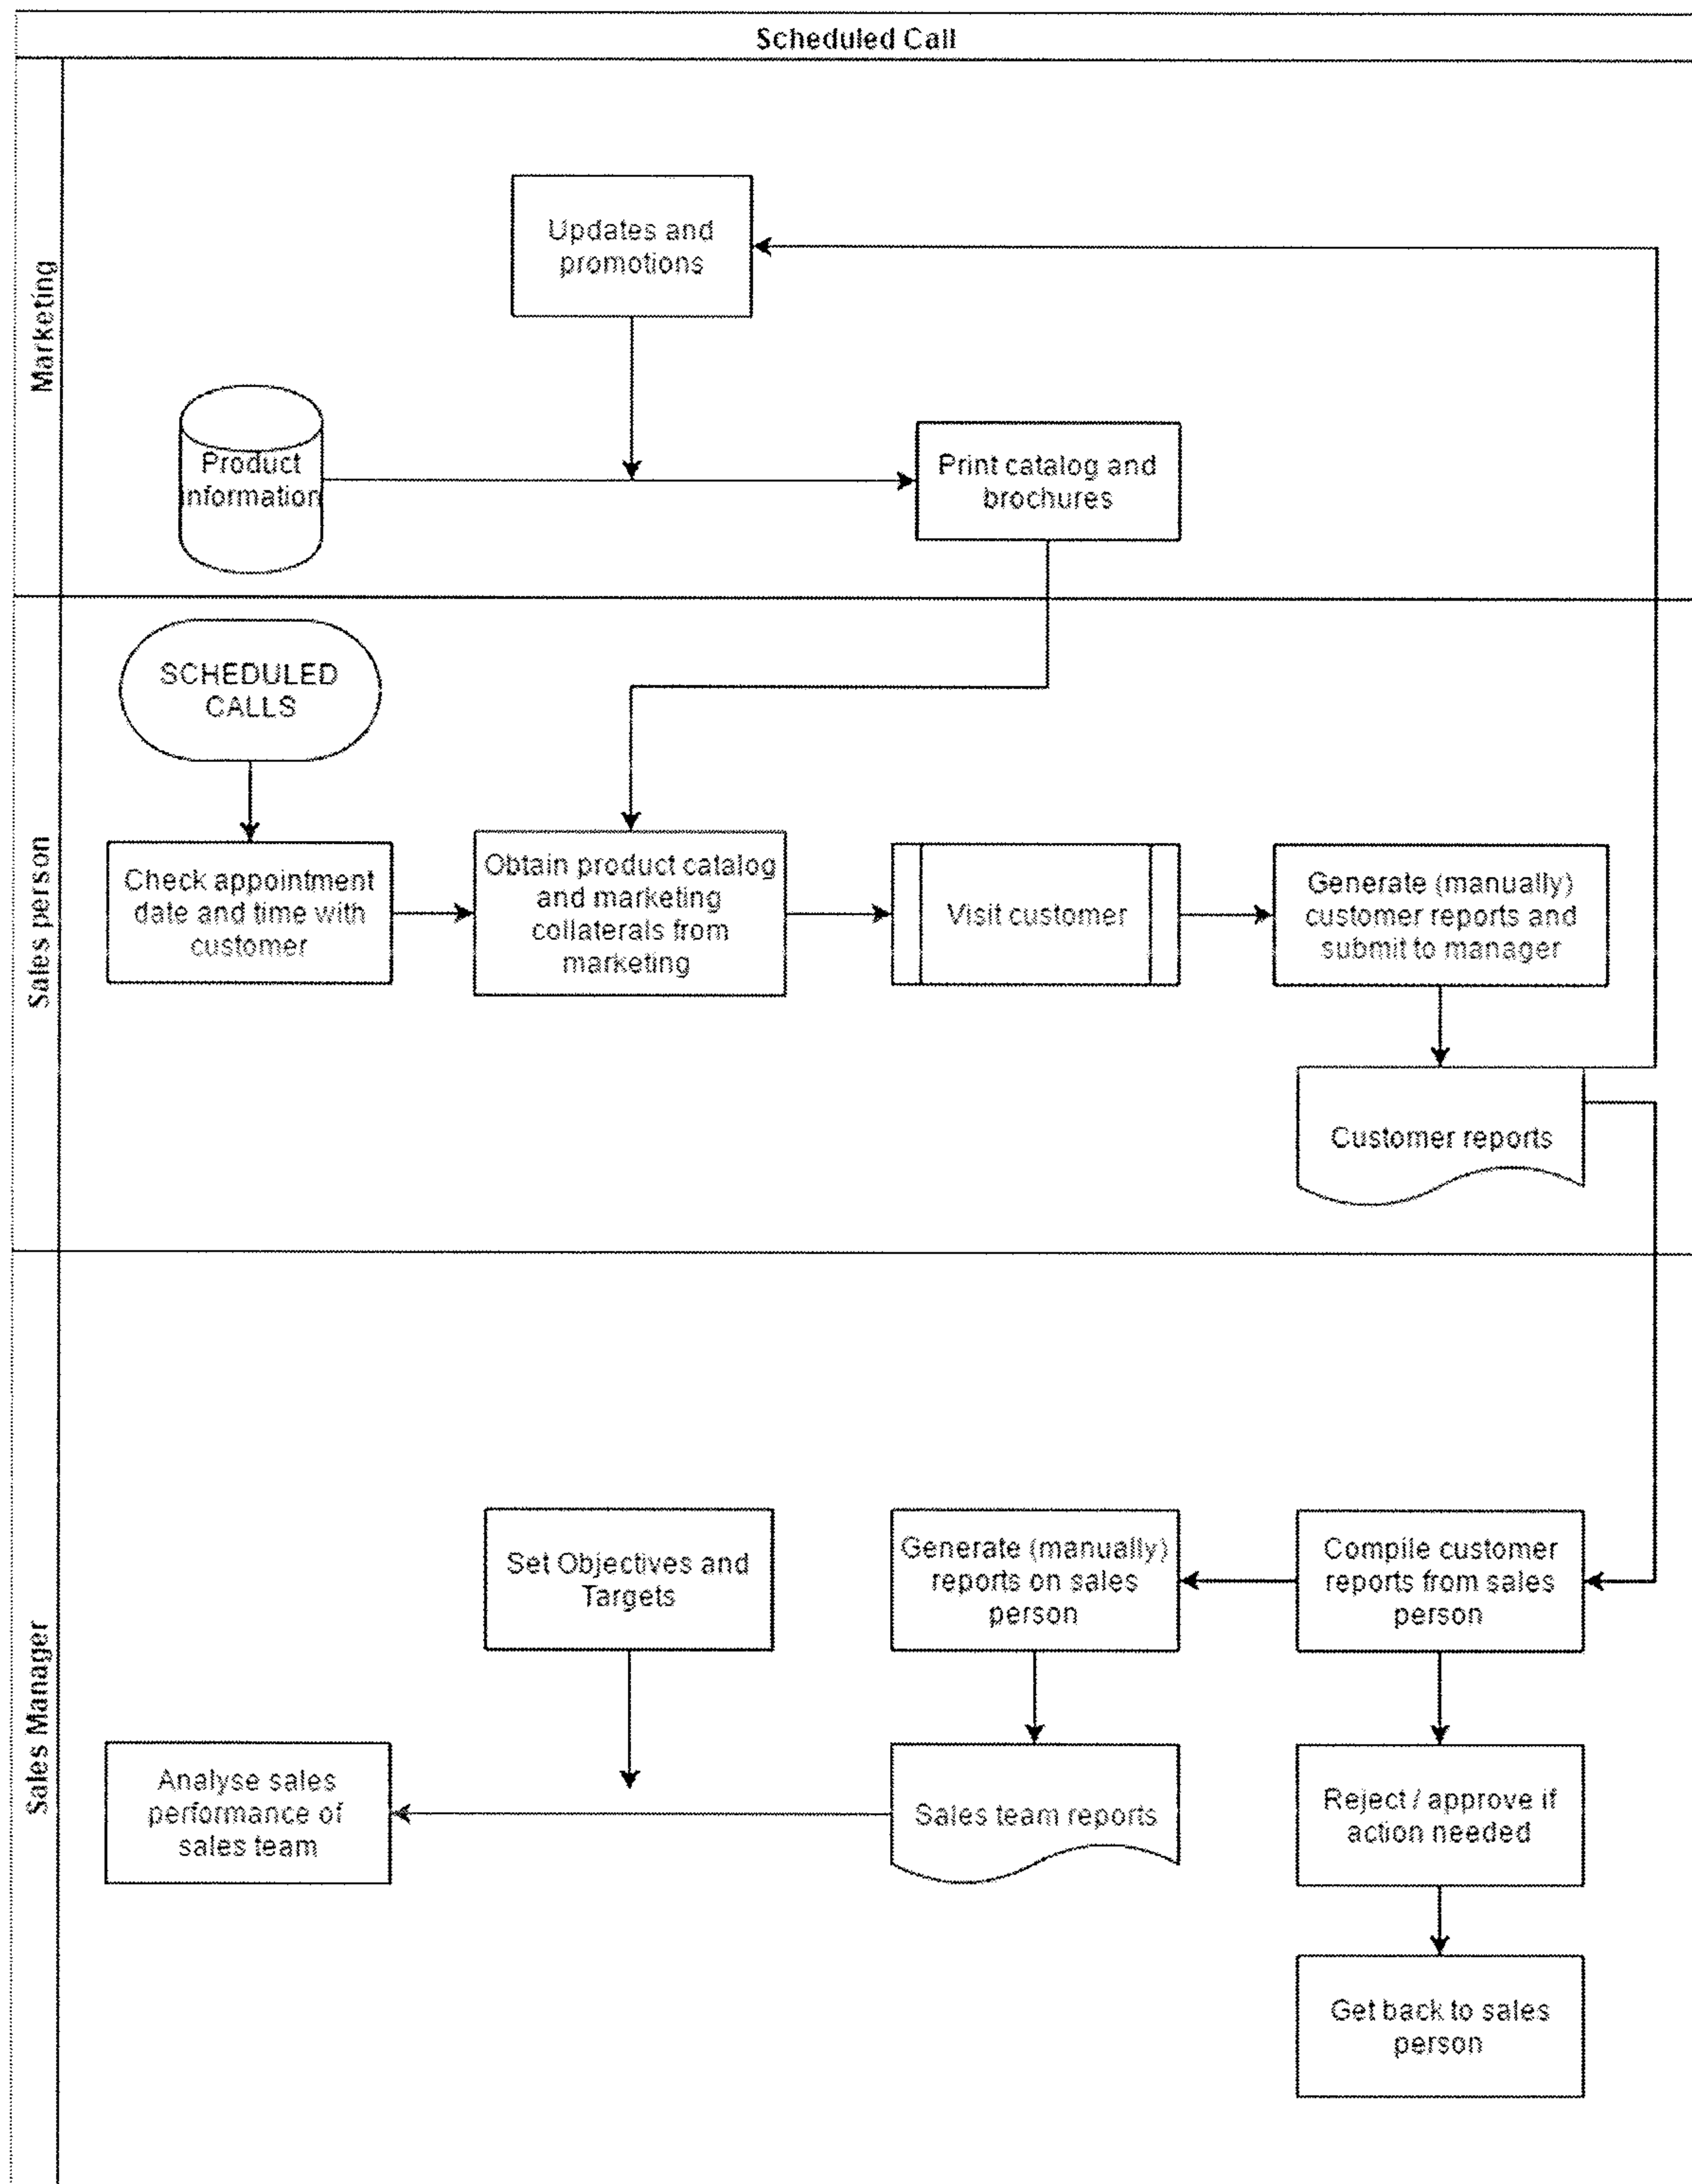 Scheduled Call
Marketing
Updates and
promotions
Product
information
Print catalog and
brochures
Sales person
SCHEDULED
CALLS
Check appointment
date and time with
customer
Obtain product catalog
and marketing
collaterals from
marketing
Visit customer
Generate (manually)
customer reports and
submit to manager
Customer reports
Sales Manager
Set Objectives and
Targets
Generate (manually)
reports on sales
person
Compile customer
reports from sales
person
Analyse sales
performance of
sales team
Sales team reports
Reject / approve if
action needed
Get back to sales
person